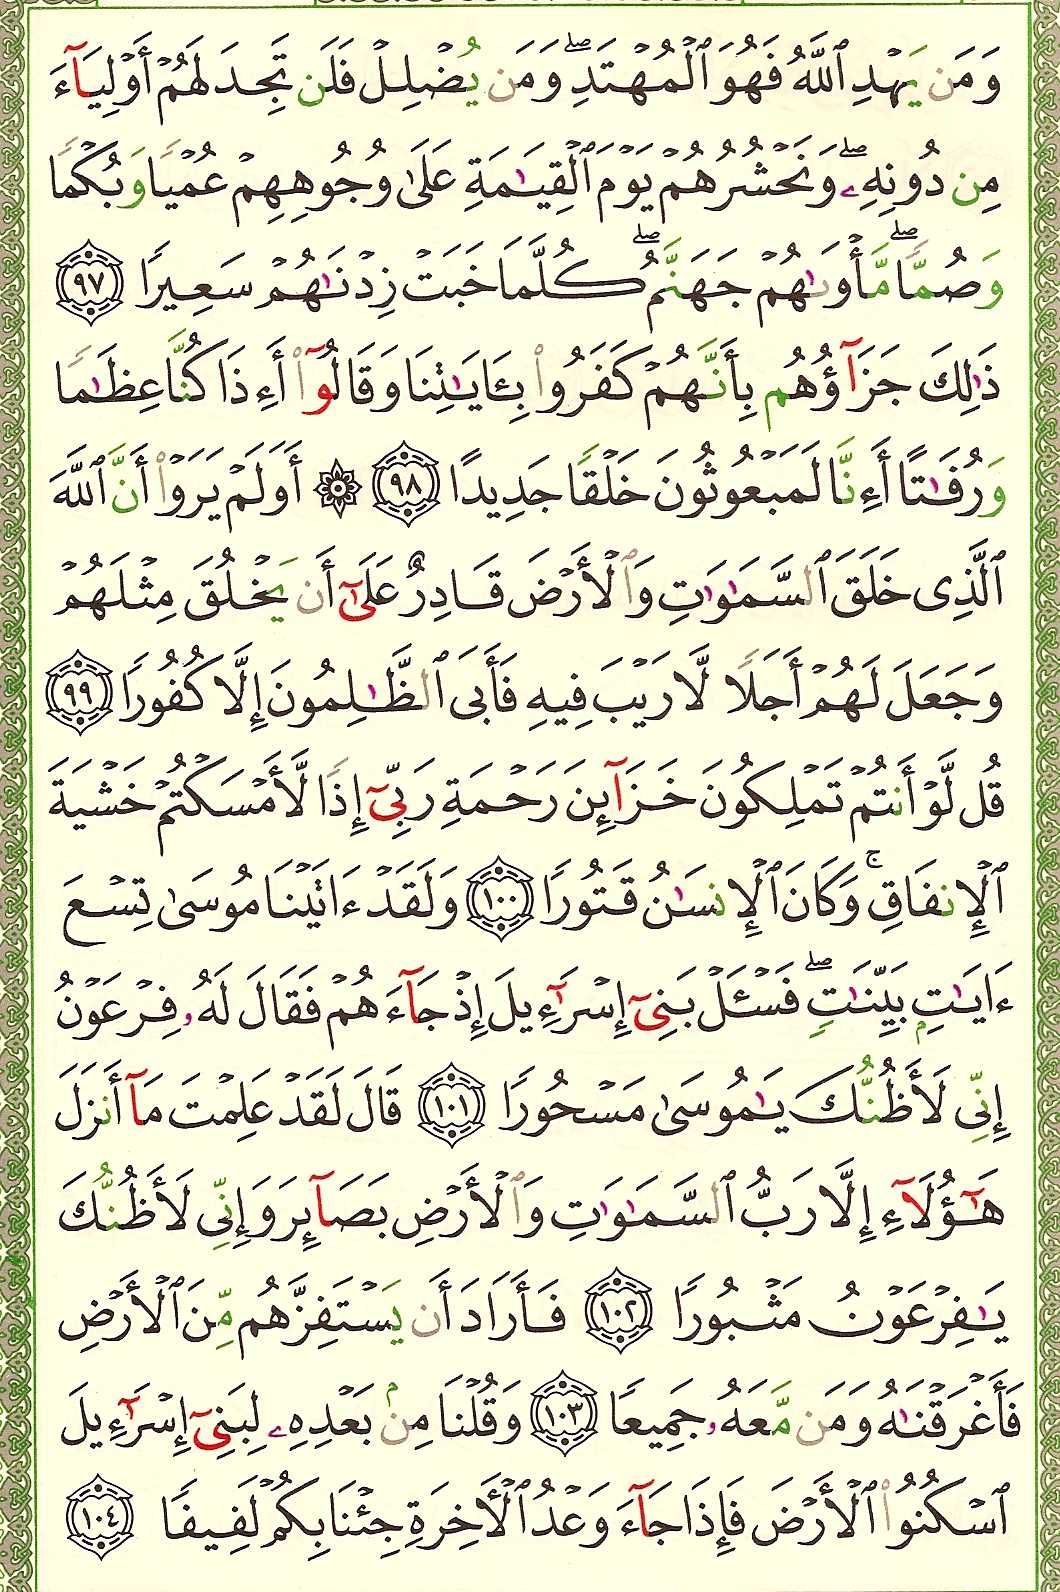 وَمَن يَهْدِ ٱللَّهُ فَهُوَ ٱلْمُهْتَدِ ۖ وَمَن يُضْلِلْ فَلَن تَجِدَ لَهُمْ أَوْلِيَآءَ
مِن دُونِهِۦ ۖ وَنَحْشُرُهُمْ يَوْمَ ٱلْقِيَـٰمَةِ عَلَىٰ وُجُوهِهِمْ عُمْيًا وَبُكْمًا
وَصُمًّا ۖ مَّأْوَىٰهُمْ جَهَنَّمُ ۖ كُلَّمَا خَبَتْ زِدْنَـٰهُمْ سَعِيرًا ٩٧
ذَٰلِكَ جَزَآؤُهُم بِأَنَّهُمْ كَفَرُوا۟ بِـَٔايَـٰتِنَا وَقَالُوٓا۟ أَءِذَا كُنَّا عِظَـٰمًا
وَرُفَـٰتًا أَءِنَّا لَمَبْعُوثُونَ خَلْقًا جَدِيدًا ٩٨ ۞ أَوَلَمْ يَرَوْا۟ أَنَّ ٱللَّهَ
ٱلَّذِى خَلَقَ ٱلسَّمَـٰوَٰتِ وَٱلْأَرْضَ قَادِرٌ عَلَىٰٓ أَن يَخْلُقَ مِثْلَهُمْ
وَجَعَلَ لَهُمْ أَجَلًا لَّا رَيْبَ فِيهِ فَأَبَى ٱلظَّـٰلِمُونَ إِلَّا كُفُورًا ٩٩
قُل لَّوْ أَنتُمْ تَمْلِكُونَ خَزَآئِنَ رَحْمَةِ رَبِّىٓ إِذًا لَّأَمْسَكْتُمْ خَشْيَةَ
ٱلْإِنفَاقِ ۚ وَكَانَ ٱلْإِنسَـٰنُ قَتُورًا ١٠٠ وَلَقَدْ ءَاتَيْنَا مُوسَىٰ تِسْعَ
ءَايَـٰتٍۭ بَيِّنَـٰتٍ ۖ فَسْـَٔلْ بَنِىٓ إِسْرَٰٓءِيلَ إِذْ جَآءَهُمْ فَقَالَ لَهُۥ فِرْعَوْنُ
إِنِّى لَأَظُنُّكَ يَـٰمُوسَىٰ مَسْحُورًا ١٠١ قَالَ لَقَدْ عَلِمْتَ مَآ أَنزَلَ
هَـٰٓؤُلَآءِ إِلَّا رَبُّ ٱلسَّمَـٰوَٰتِ وَٱلْأَرْضِ بَصَآئِرَ وَإِنِّى لَأَظُنُّكَ
يَـٰفِرْعَوْنُ مَثْبُورًا ١٠٢ فَأَرَادَ أَن يَسْتَفِزَّهُم مِّنَ ٱلْأَرْضِ
فَأَغْرَقْنَـٰهُ وَمَن مَّعَهُۥ جَمِيعًا ١٠٣ وَقُلْنَا مِنۢ بَعْدِهِۦ لِبَنِىٓ إِسْرَٰٓءِيلَ
ٱسْكُنُوا۟ ٱلْأَرْضَ فَإِذَا جَآءَ وَعْدُ ٱلْـَٔاخِرَةِ جِئْنَا بِكُمْ لَفِيفًا ١٠٤